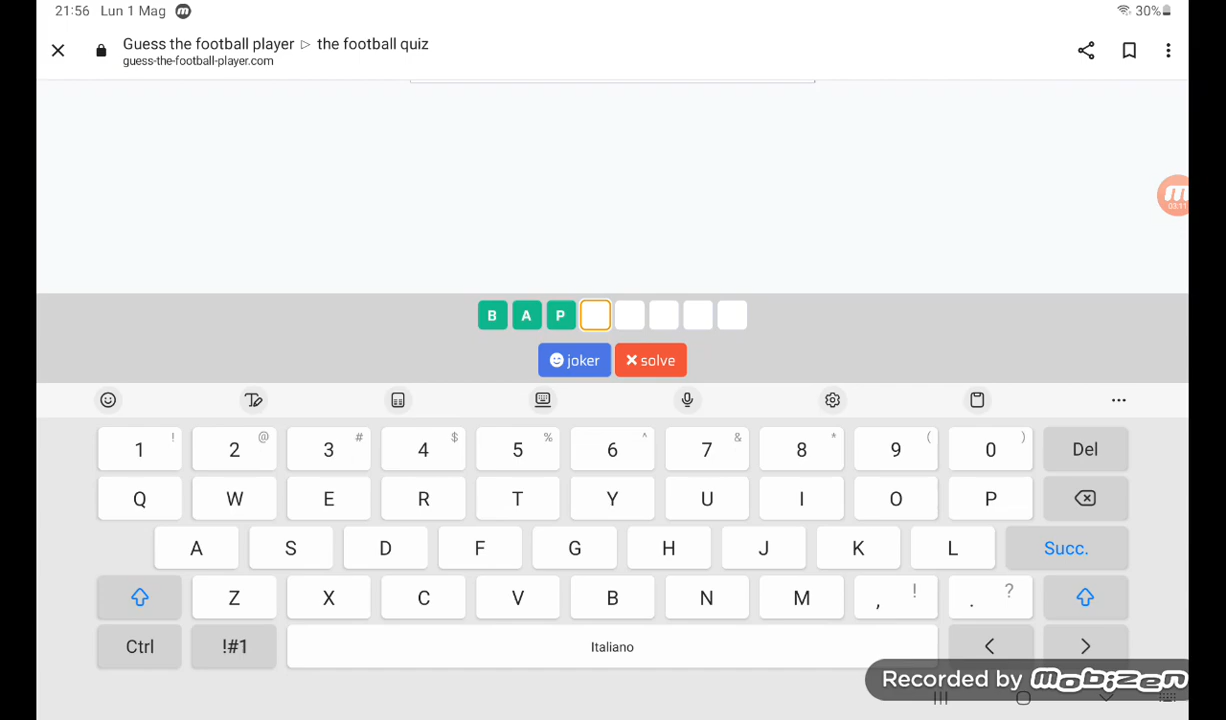 21:56 Lun 1 Mag m 30%
Guess the football player ▷ the football quiz
guess-the-football-player.com
03:11
B A P
joker solve
1 ! 2 @ 3 # 4 $ 5 % 6 ^ 7 & 8 * 9 ( 0 ) Del
Q W E R T Y U I O P
A S D F G H J K L Succ.
Z X C V B N M , ! . ?
Ctrl !#1 Italiano < >
Recorded by mobizen